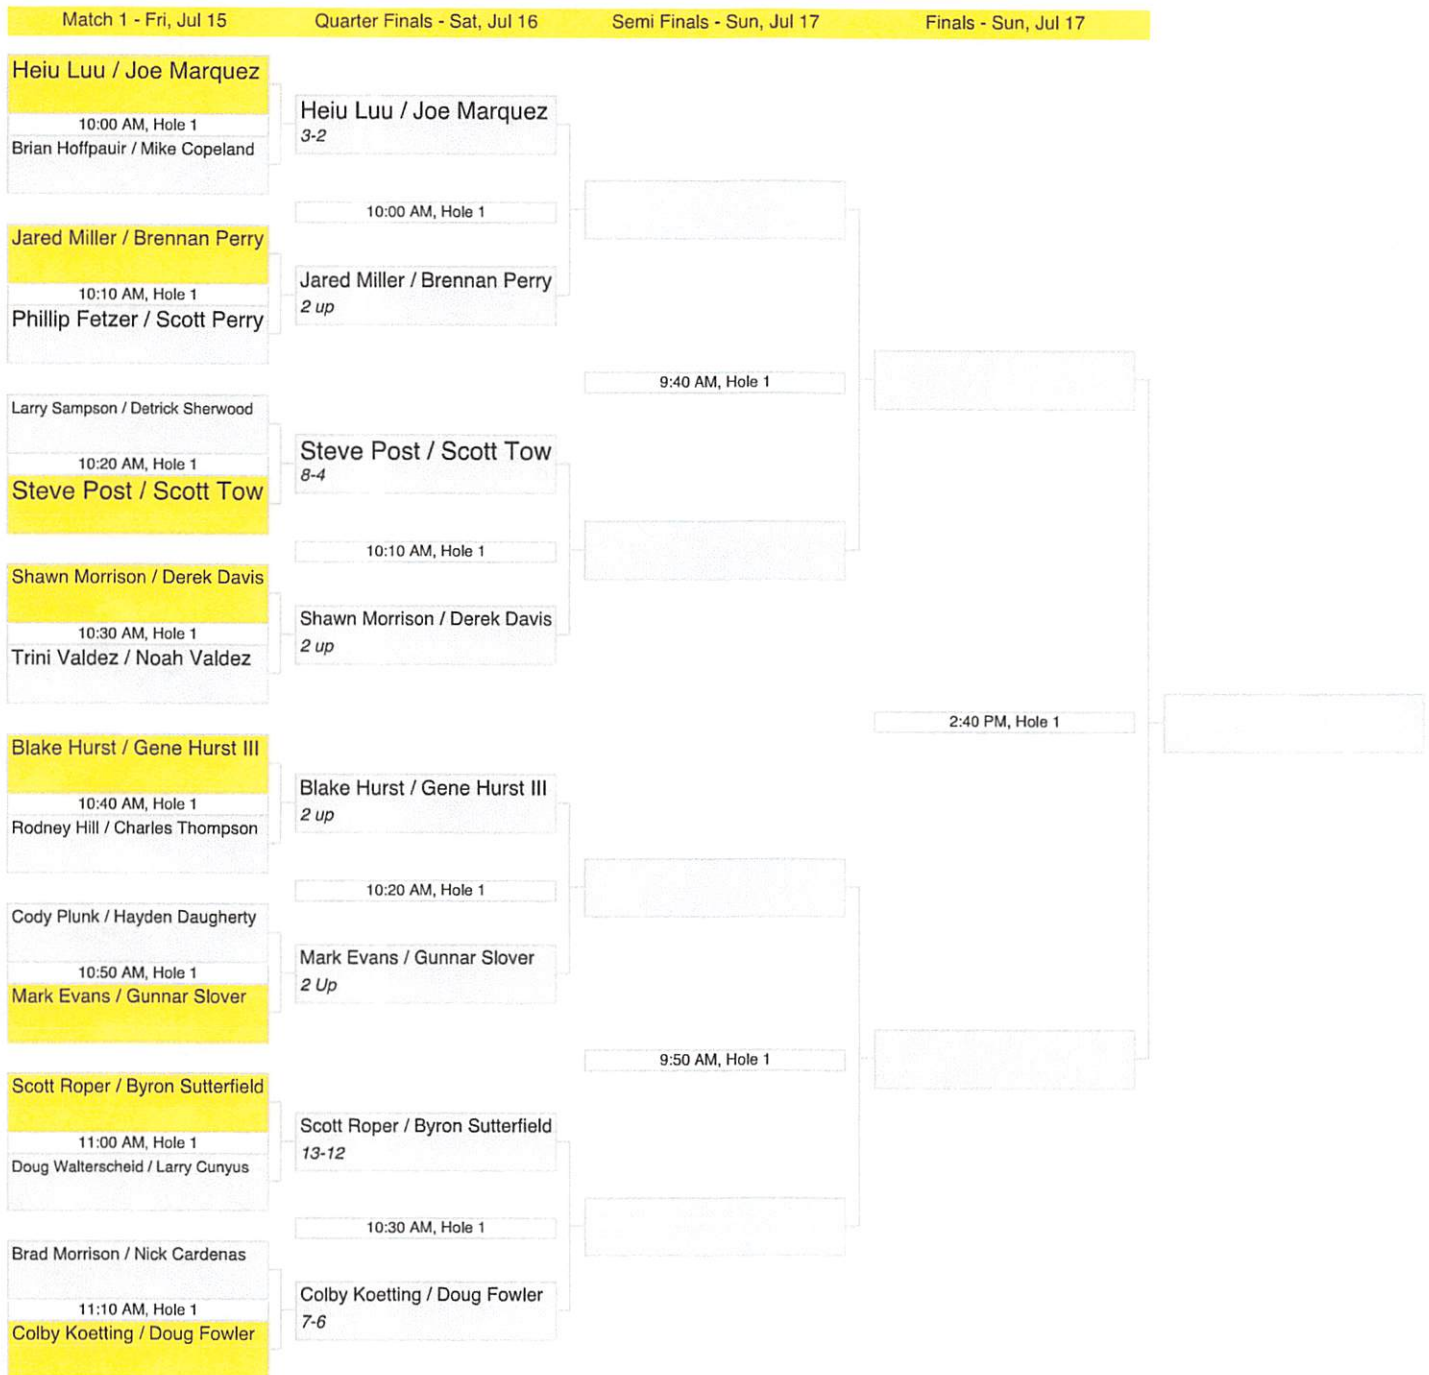 Match 1 - Fri, Jul 15
Quarter Finals - Sat, Jul 16
Semi Finals - Sun, Jul 17
Finals - Sun, Jul 17
Heiu Luu / Joe Marquez
10:00 AM, Hole 1
Brian Hoffpauir / Mike Copeland
Jared Miller / Brennan Perry
10:10 AM, Hole 1
Phillip Fetzer / Scott Perry
Larry Sampson / Detrick Sherwood
10:20 AM, Hole 1
Steve Post / Scott Tow
Shawn Morrison / Derek Davis
10:30 AM, Hole 1
Trini Valdez / Noah Valdez
Blake Hurst / Gene Hurst III
10:40 AM, Hole 1
Rodney Hill / Charles Thompson
Cody Plunk / Hayden Daugherty
10:50 AM, Hole 1
Mark Evans / Gunnar Slover
Scott Roper / Byron Sutterfield
11:00 AM, Hole 1
Doug Walterscheid / Larry Cunyus
Brad Morrison / Nick Cardenas
11:10 AM, Hole 1
Colby Koetting / Doug Fowler
Heiu Luu / Joe Marquez
3-2
10:00 AM, Hole 1
Jared Miller / Brennan Perry
2 up
Steve Post / Scott Tow
8-4
10:10 AM, Hole 1
Shawn Morrison / Derek Davis
2 up
Blake Hurst / Gene Hurst III
2 up
10:20 AM, Hole 1
Mark Evans / Gunnar Slover
2 Up
Scott Roper / Byron Sutterfield
13-12
10:30 AM, Hole 1
Colby Koetting / Doug Fowler
7-6
9:40 AM, Hole 1
9:50 AM, Hole 1
2:40 PM, Hole 1